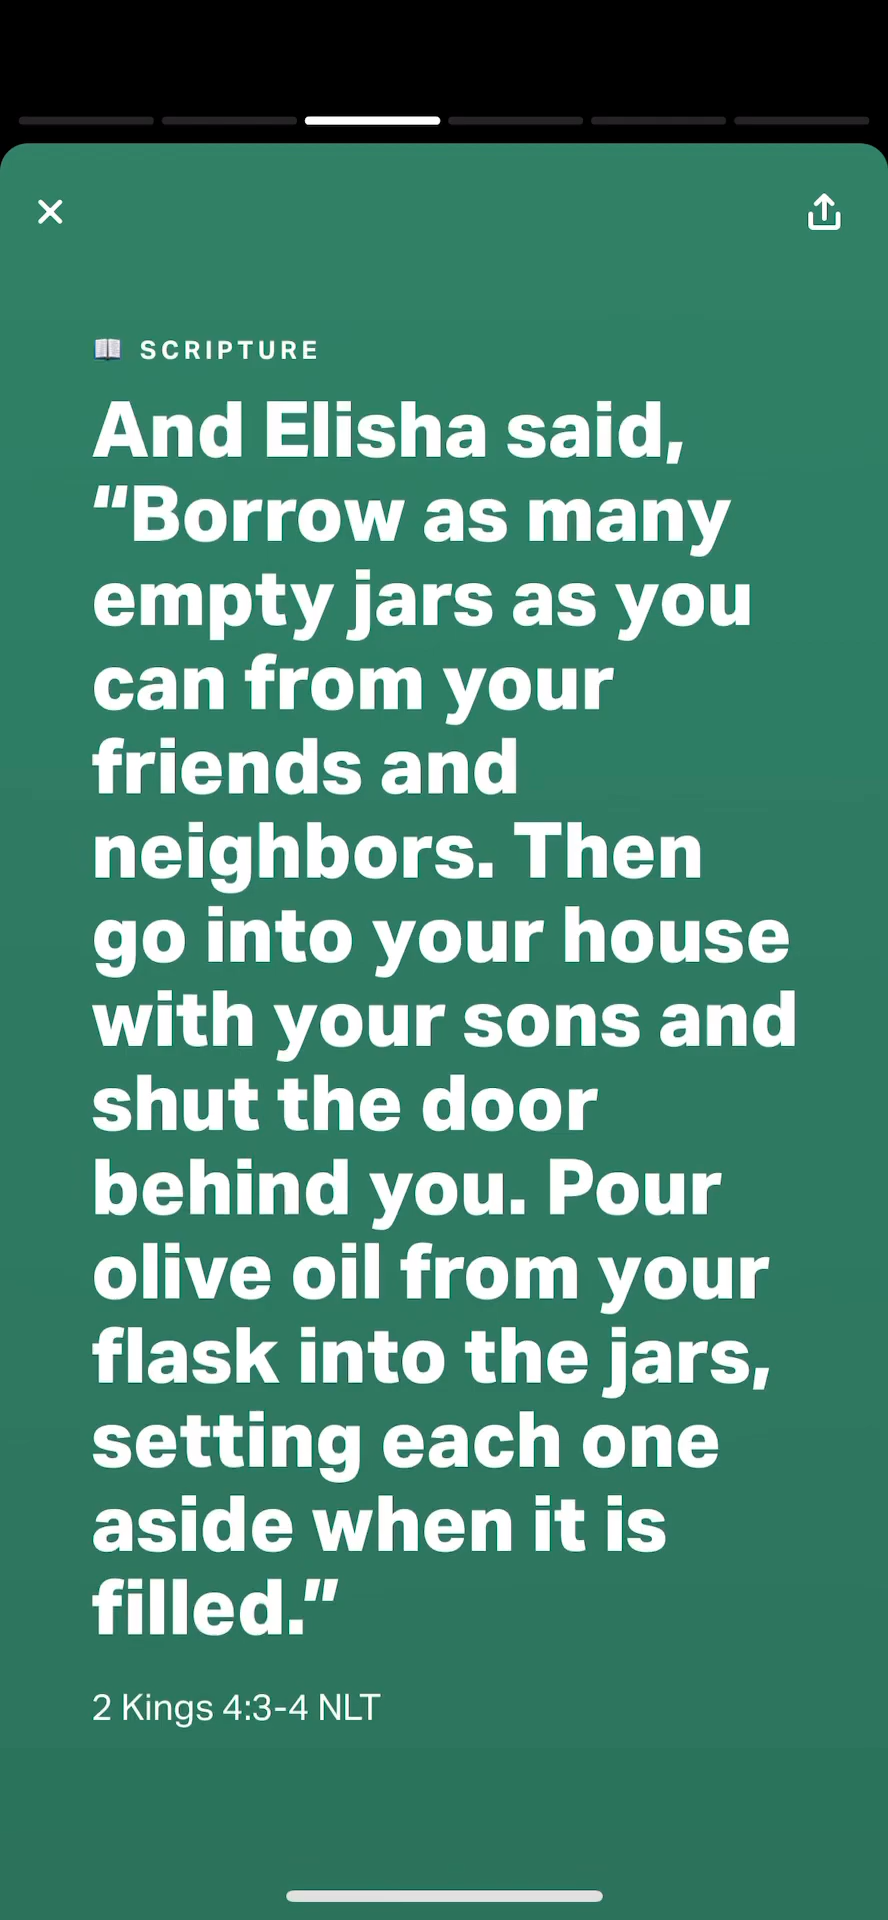 SCRIPTURE
And Elisha said,
“Borrow as many
empty jars as you
can from your
friends and
neighbors. Then
go into your house
with your sons and
shut the door
behind you. Pour
olive oil from your
flask into the jars,
setting each one
aside when it is
filled.”
2 Kings 4:3-4 NLT